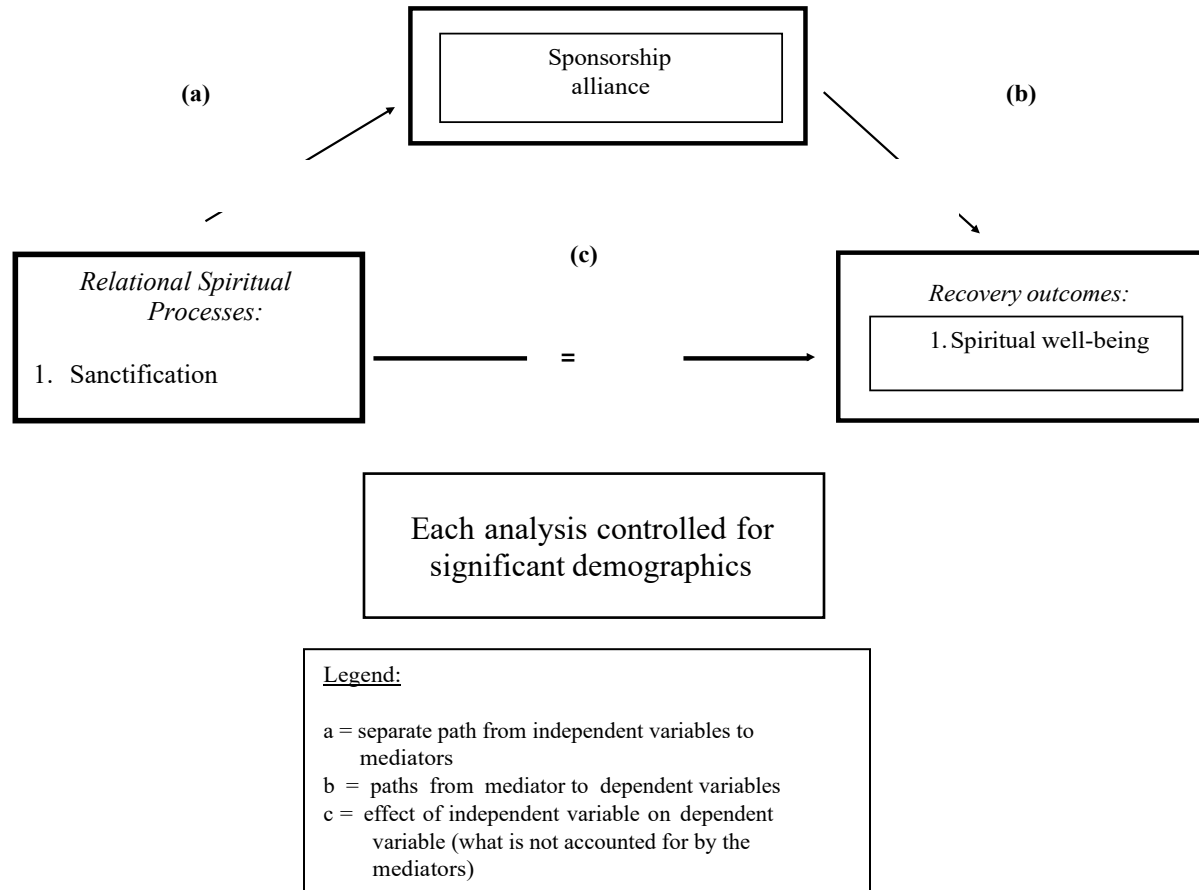 Sponsorship
alliance
(a)
(b)
(c)
Relational Spiritual
Processes:
1. Sanctification
=
Recovery outcomes:
1. Spiritual well-being
Each analysis controlled for
significant demographics
Legend:
a = separate path from independent variables to
mediators
b = paths from mediator to dependent variables
c = effect of independent variable on dependent
variable (what is not accounted for by the
mediators)